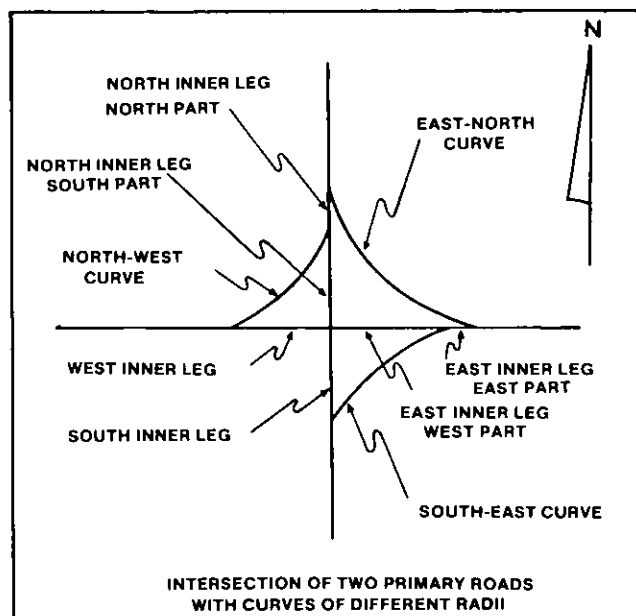 N
NORTH INNER LEG
NORTH PART
EAST-NORTH
CURVE
NORTH INNER LEG
SOUTH PART
NORTH-WEST
CURVE
WEST INNER LEG
EAST INNER LEG
EAST PART
EAST INNER LEG
WEST PART
SOUTH INNER LEG
SOUTH-EAST CURVE
INTERSECTION OF TWO PRIMARY ROADS
WITH CURVES OF DIFFERENT RADII